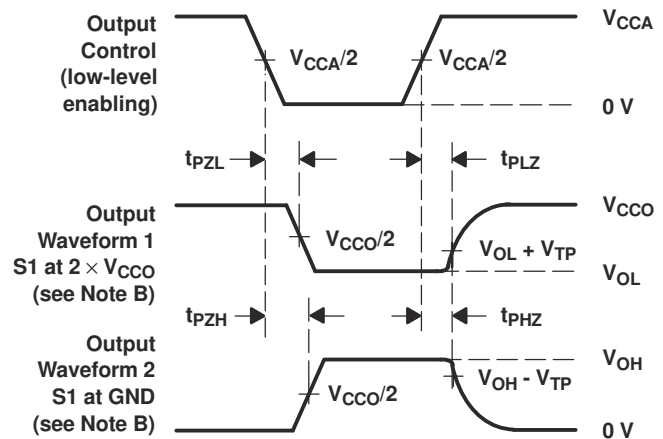 Output
Control
(low-level
enabling)
V_CCA/2
V_CCA/2
V_CCA
0 V
t_PZL
t_PLZ
Output
Waveform 1
S1 at 2 × V_CCO
(see Note B)
V_CCO/2
V_CCO
V_OL + V_TP
V_OL
t_PZH
t_PHZ
Output
Waveform 2
S1 at GND
(see Note B)
V_CCO/2
V_OH
V_OH - V_TP
0 V